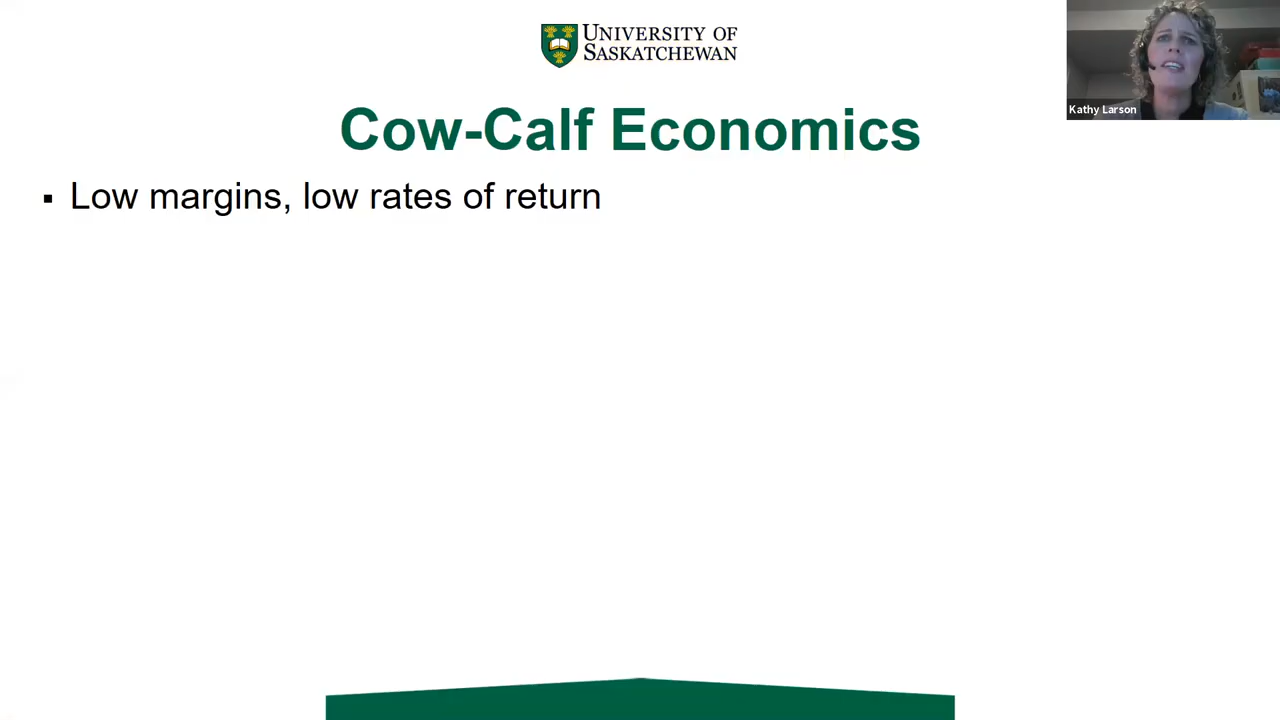 UNIVERSITY OF
SASKATCHEWAN
Kathy Larson
Cow-Calf Economics
▪ Low margins, low rates of return